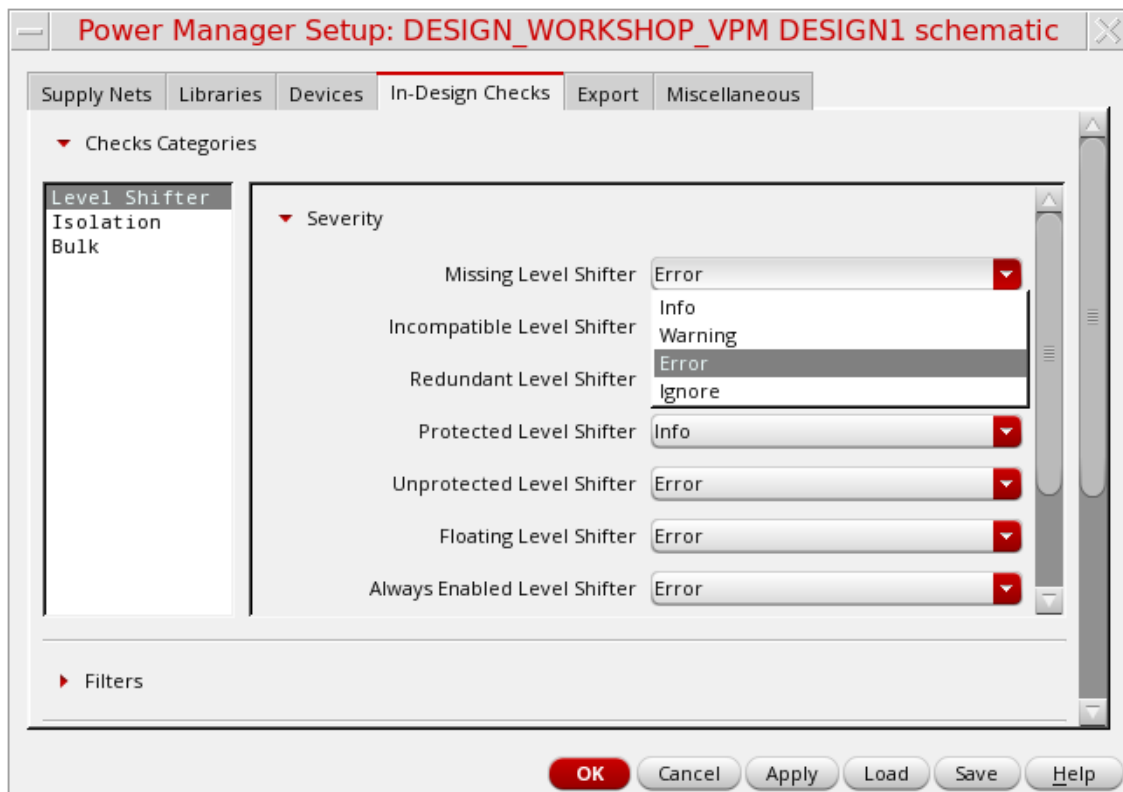 Power Manager Setup: DESIGN_WORKSHOP_VPM DESIGN1 schematic
Supply Nets Libraries Devices In-Design Checks Export Miscellaneous
Checks Categories
Level Shifter
Isolation
Bulk
Severity
Missing Level Shifter Error
Info
Incompatible Level Shifter
Warning
Error
Redundant Level Shifter
Ignore
Protected Level Shifter Info
Unprotected Level Shifter Error
Floating Level Shifter Error
Always Enabled Level Shifter Error
Filters
OK Cancel Apply Load Save Help